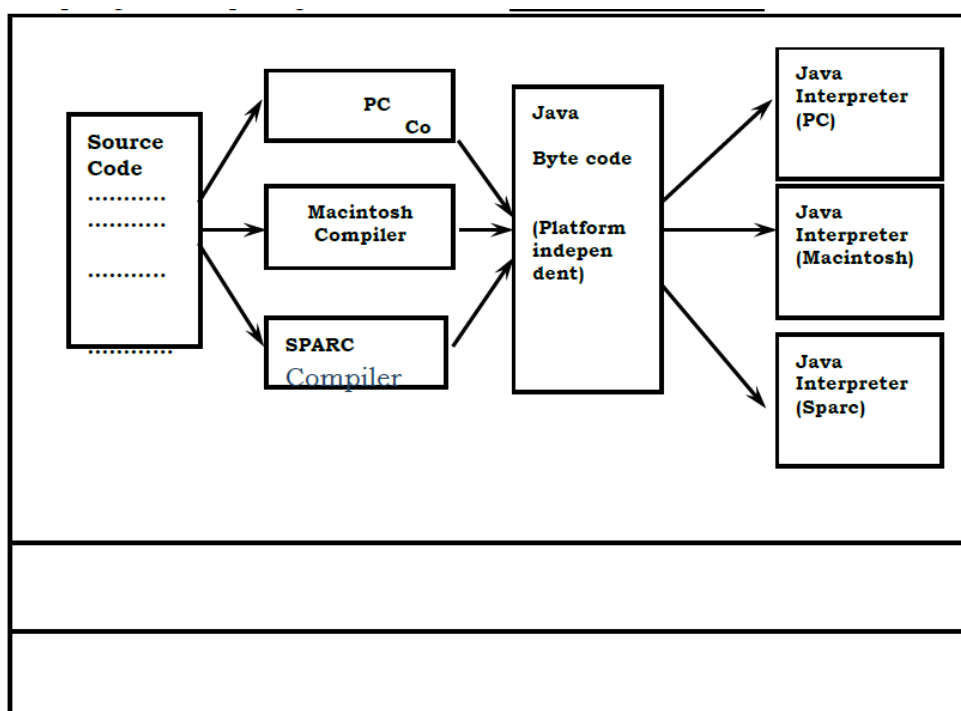 Source
Code
...........
...........
...........
............
PC
Co
Macintosh
Compiler
SPARC
Compiler
Java
Byte code
(Platform
indepen
dent)
Java
Interpreter
(PC)
Java
Interpreter
(Macintosh)
Java
Interpreter
(Sparc)